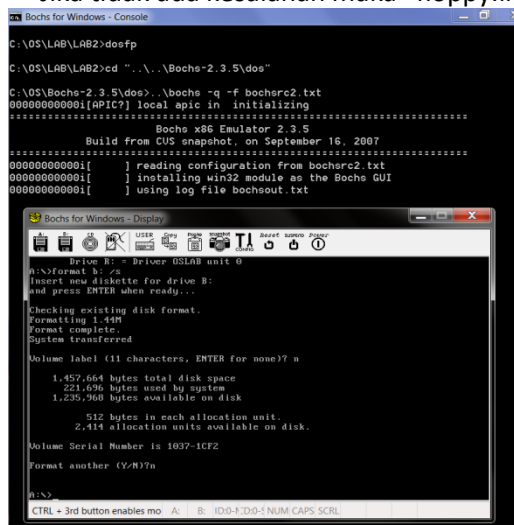 Jika tidak ada kesalahan maka
Bochs for Windows - Console
C:\OS\LAB\LAB2>dosfp
C:\OS\LAB\LAB2>cd "..\..\Bochs-2.3.5\dos"
C:\OS\Bochs-2.3.5\dos>..\bochs -q -f bochsrc2.txt
00000000000i[APIC?] local apic in  initializing
========================================================================
Bochs x86 Emulator 2.3.5
Build from CVS snapshot, on September 16, 2007
========================================================================
00000000000i[     ] reading configuration from bochsrc2.txt
00000000000i[     ] installing win32 module as the Bochs GUI
00000000000i[     ] using log file bochsout.txt
Bochs for Windows - Display
A: B: CD USER Copy Paste snapshot CONFIG Reset SUSPEND Power
Drive R: = Driver OSLAB unit 0
A:\>format b: /s
Insert new diskette for drive B:
and press ENTER when ready...
Checking existing disk format.
Formatting 1.44M
Format complete.
System transferred
Volume label (11 characters, ENTER for none)? n
1,457,664 bytes total disk space
221,696 bytes used by system
1,235,968 bytes available on disk
512 bytes in each allocation unit.
2,414 allocation units available on disk.
Volume Serial Number is 1037-1CF2
Format another (Y/N)?n
A:\>_
CTRL + 3rd button enables mo A: B: NUM CAPS SCRL